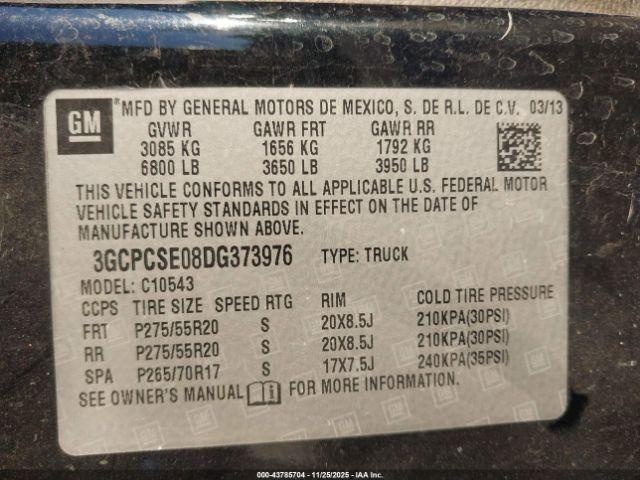 GM *MFD BY GENERAL MOTORS DE MEXICO, S. DE R.L. DE C.V. 03/13
GVWR GAWR FRT GAWR RR
3085 KG 1656 KG 1792 KG
6800 LB 3650 LB 3950 LB
THIS VEHICLE CONFORMS TO ALL APPLICABLE U.S. FEDERAL MOTOR
VEHICLE SAFETY STANDARDS IN EFFECT ON THE DATE OF
MANUFACTURE SHOWN ABOVE.
3GCPCSE08DG373976 TYPE: TRUCK
MODEL: C10543
CCPS TIRE SIZE SPEED RTG RIM COLD TIRE PRESSURE
FRT P275/55R20 S 20X8.5J 210KPA(30PSI)
RR P275/55R20 S 20X8.5J 210KPA(30PSI)
SPA P265/70R17 S 17X7.5J 240KPA(35PSI)
SEE OWNER'S MANUAL FOR MORE INFORMATION.
© 00-43785704 - 11/25/2025 - IAA Inc.